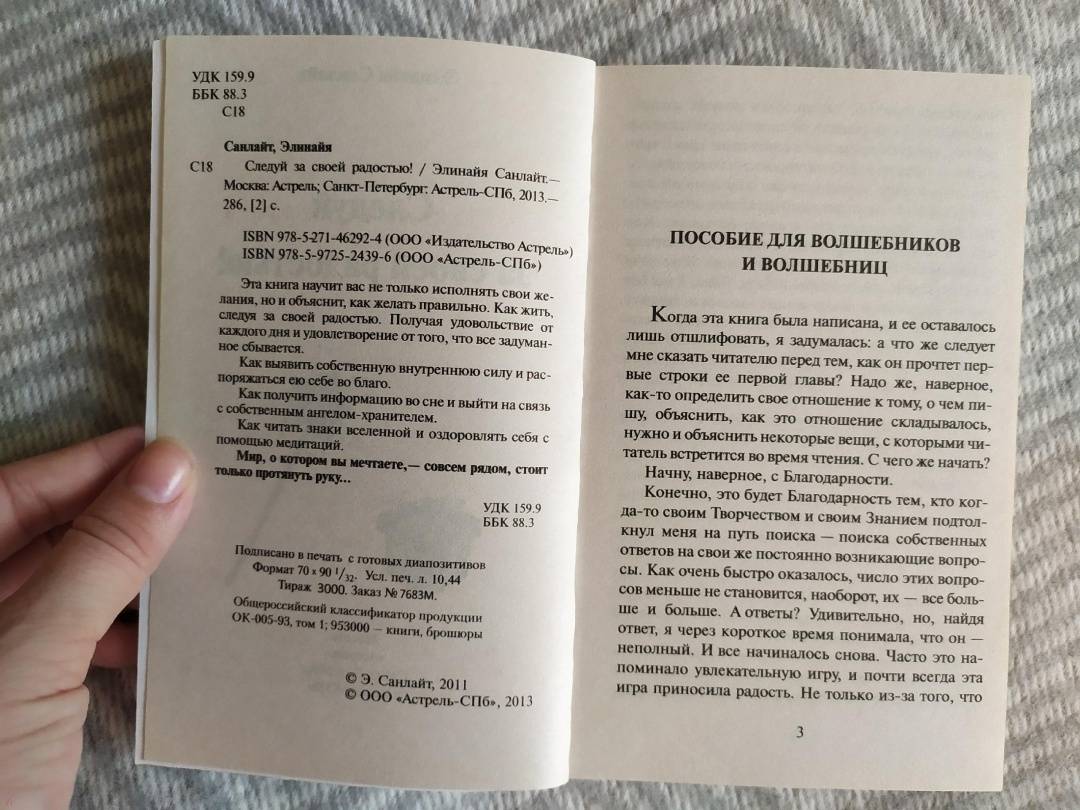 УДК 159.9
ББК 88.3
С18
Санлайт, Элинайя
С18 Следуй за своей радостью! / Элинайя Санлайт.—
Москва: Астрель; Санкт-Петербург: Астрель-СПб, 2013.—
286, [2] с.
ISBN 978-5-271-46292-4 (ООО «Издательство Астрель»)
ISBN 978-5-9725-2439-6 (ООО «Астрель-СПб»)
Эта книга научит вас не только исполнять свои же-
лания, но и объяснит, как желать правильно. Как жить,
следуя за своей радостью. Получая удовольствие от
каждого дня и удовлетворение от того, что все задуман-
ное сбывается.
Как выявить собственную внутреннюю силу и рас-
поряжаться ею себе во благо.
Как получить информацию во сне и выйти на связь
с собственным ангелом-хранителем.
Как читать знаки вселенной и оздоровлять себя с
помощью медитаций.
Мир, о котором вы мечтаете,— совсем рядом, стоит
только протянуть руку...
УДК 159.9
ББК 88.3
Подписано в печать с готовых диапозитивов
Формат 70 х 90 1/32. Усл. печ. л. 10,44
Тираж 3000. Заказ № 7683М.
Общероссийский классификатор продукции
ОК-005-93, том 1; 953000 — книги, брошюры
© Э. Санлайт, 2011
© ООО «Астрель-СПб», 2013
ПОСОБИЕ ДЛЯ ВОЛШЕБНИКОВ
И ВОЛШЕБНИЦ
Когда эта книга была написана, и ее оставалось
лишь отшлифовать, я задумалась: а что же следует
мне сказать читателю перед тем, как он прочтет пер-
вые строки ее первой главы? Надо же, наверное,
как-то определить свое отношение к тому, о чем пи-
шу, объяснить, как это отношение складывалось,
нужно и объяснить некоторые вещи, с которыми чи-
татель встретится во время чтения. С чего же начать?
Начну, наверное, с Благодарности.
Конечно, это будет Благодарность тем, кто ког-
да-то своим Творчеством и своим Знанием подтол-
кнул меня на путь поиска — поиска собственных
ответов на свои же постоянно возникающие вопро-
сы. Как очень быстро оказалось, число этих вопро-
сов меньше не становится, наоборот, их — все боль-
ше и больше. А ответы? Удивительно, но, найдя
ответ, я через короткое время понимала, что он —
неполный. И все начиналось снова. Часто это на-
поминало увлекательную игру, и почти всегда эта
игра приносила радость. Не только из-за того, что
3